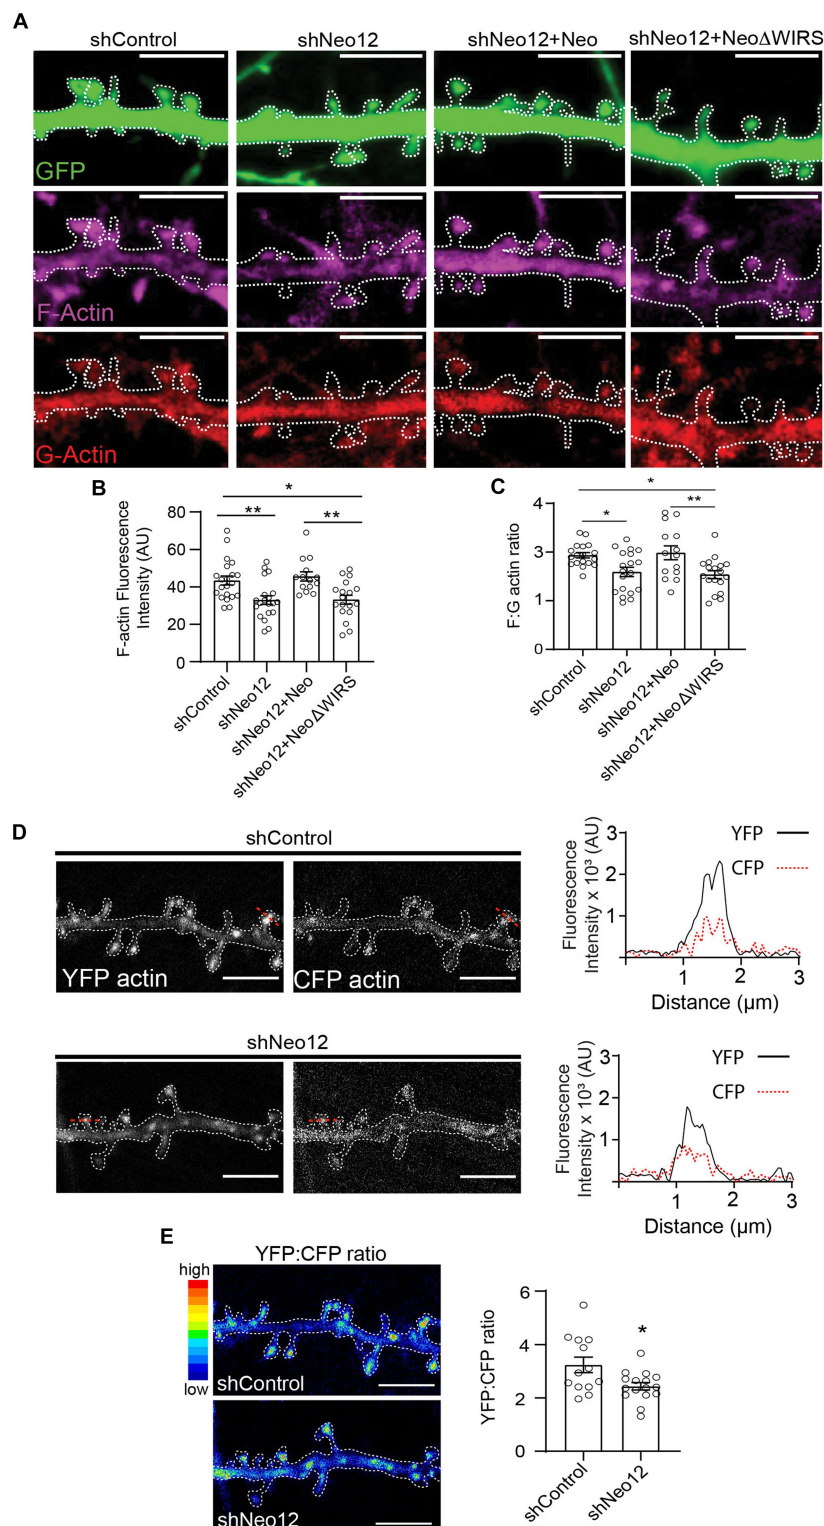 A
shControl
shNeo12
shNeo12+Neo
shNeo12+NeoΔWIRS
GFP
F-Actin
G-Actin
B
F-actin Fluorescence
Intensity (AU)
80
60
40
20
0
*
**
**
shControl
shNeo12
shNeo12+Neo
shNeo12+NeoΔWIRS
C
F:G actin ratio
4
3
1
0
*
*
**
shControl
shNeo12
shNeo12+Neo
shNeo12+NeoΔWIRS
D
shControl
YFP actin
CFP actin
Fluorescence
Intensity x 10³ (AU)
3
2
1
YFP
CFP
1 2 3
Distance (μm)
shNeo12
Fluorescence
Intensity x 10³ (AU)
3
2
1
YFP
CFP
1 2 3
Distance (μm)
E
YFP:CFP ratio
high
low
shControl
shNeo12
YFP:CFP ratio
6
4
2
0
*
shControl
shNeo12